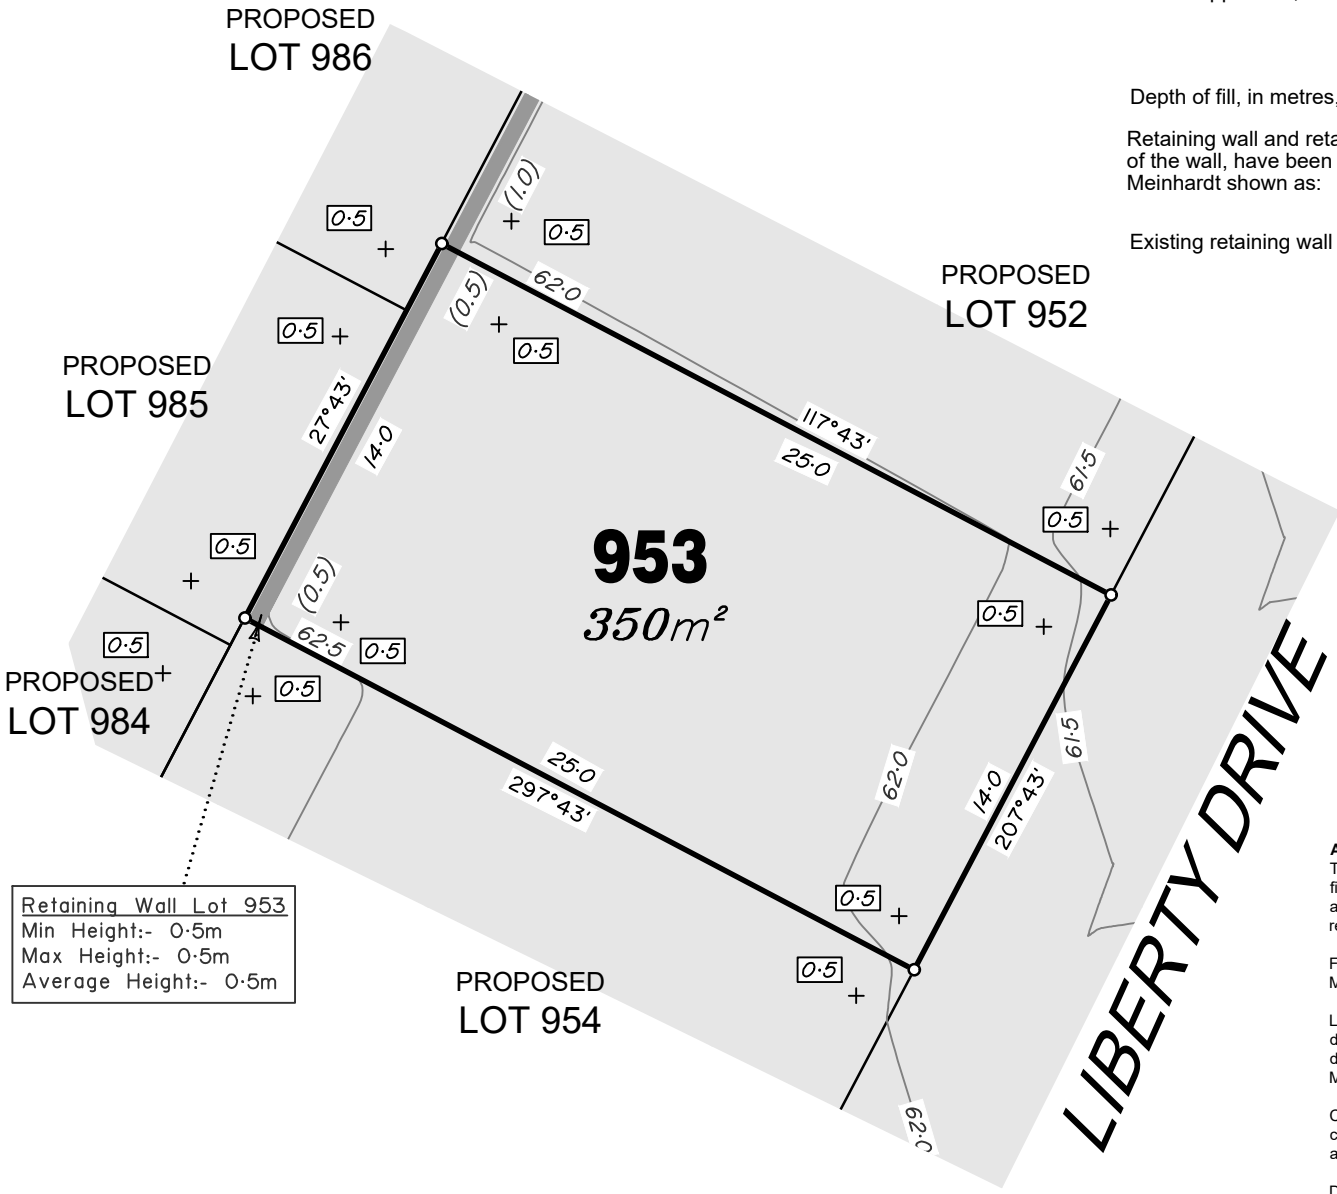 PROPOSED
LOT 986
Depth of fill, in metres,
Retaining wall and reta
of the wall, have been
Meinhardt shown as:
Existing retaining wall
(1.0)
0·5
0·5
PROPOSED
LOT 952
62·0
(0.5)
0·5
0·5
PROPOSED
LOT 985
27°43'
14·0
117°43'
25·0
61·5
0·5
953
350m²
0·5
(0.5)
62·5
0·5
0·5
0·5
0·5
PROPOSED
LOT 984
61·5
62·0
14·0
207°43'
25·0
297°43'
LIBERTY DRIVE
Retaining Wall Lot 953
Min Height:- 0·5m
Max Height:- 0·5m
Average Height:- 0·5m
0·5
0·5
PROPOSED
LOT 954
62·0